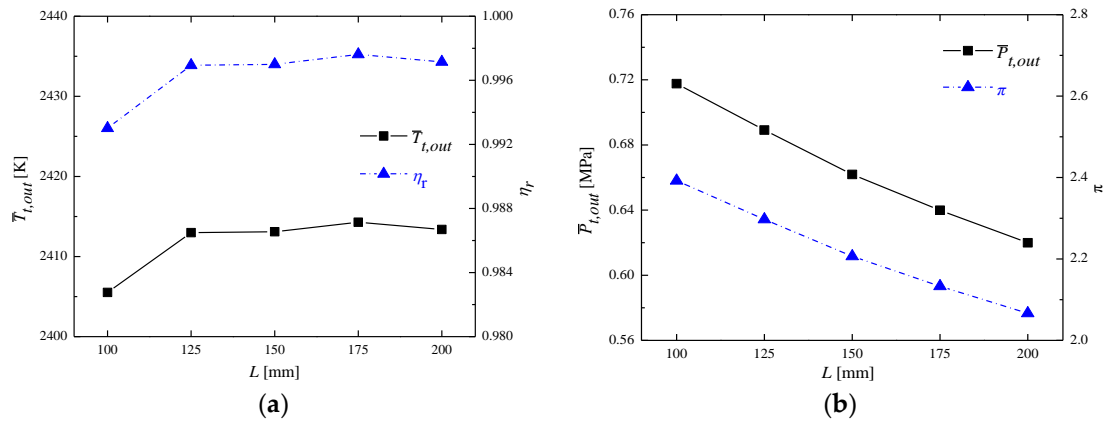 2440
2430
2420
2410
2400
T̅t,out [K]
1.000
0.996
0.992
0.988
0.984
0.980
ηr
T̅t,out
ηr
100 125 150 175 200
L [mm]
(a)
0.76
0.72
0.68
0.64
0.60
0.56
P̅t,out [MPa]
2.8
2.6
2.4
2.2
2.0
π
P̅t,out
π
100 125 150 175 200
L [mm]
(b)